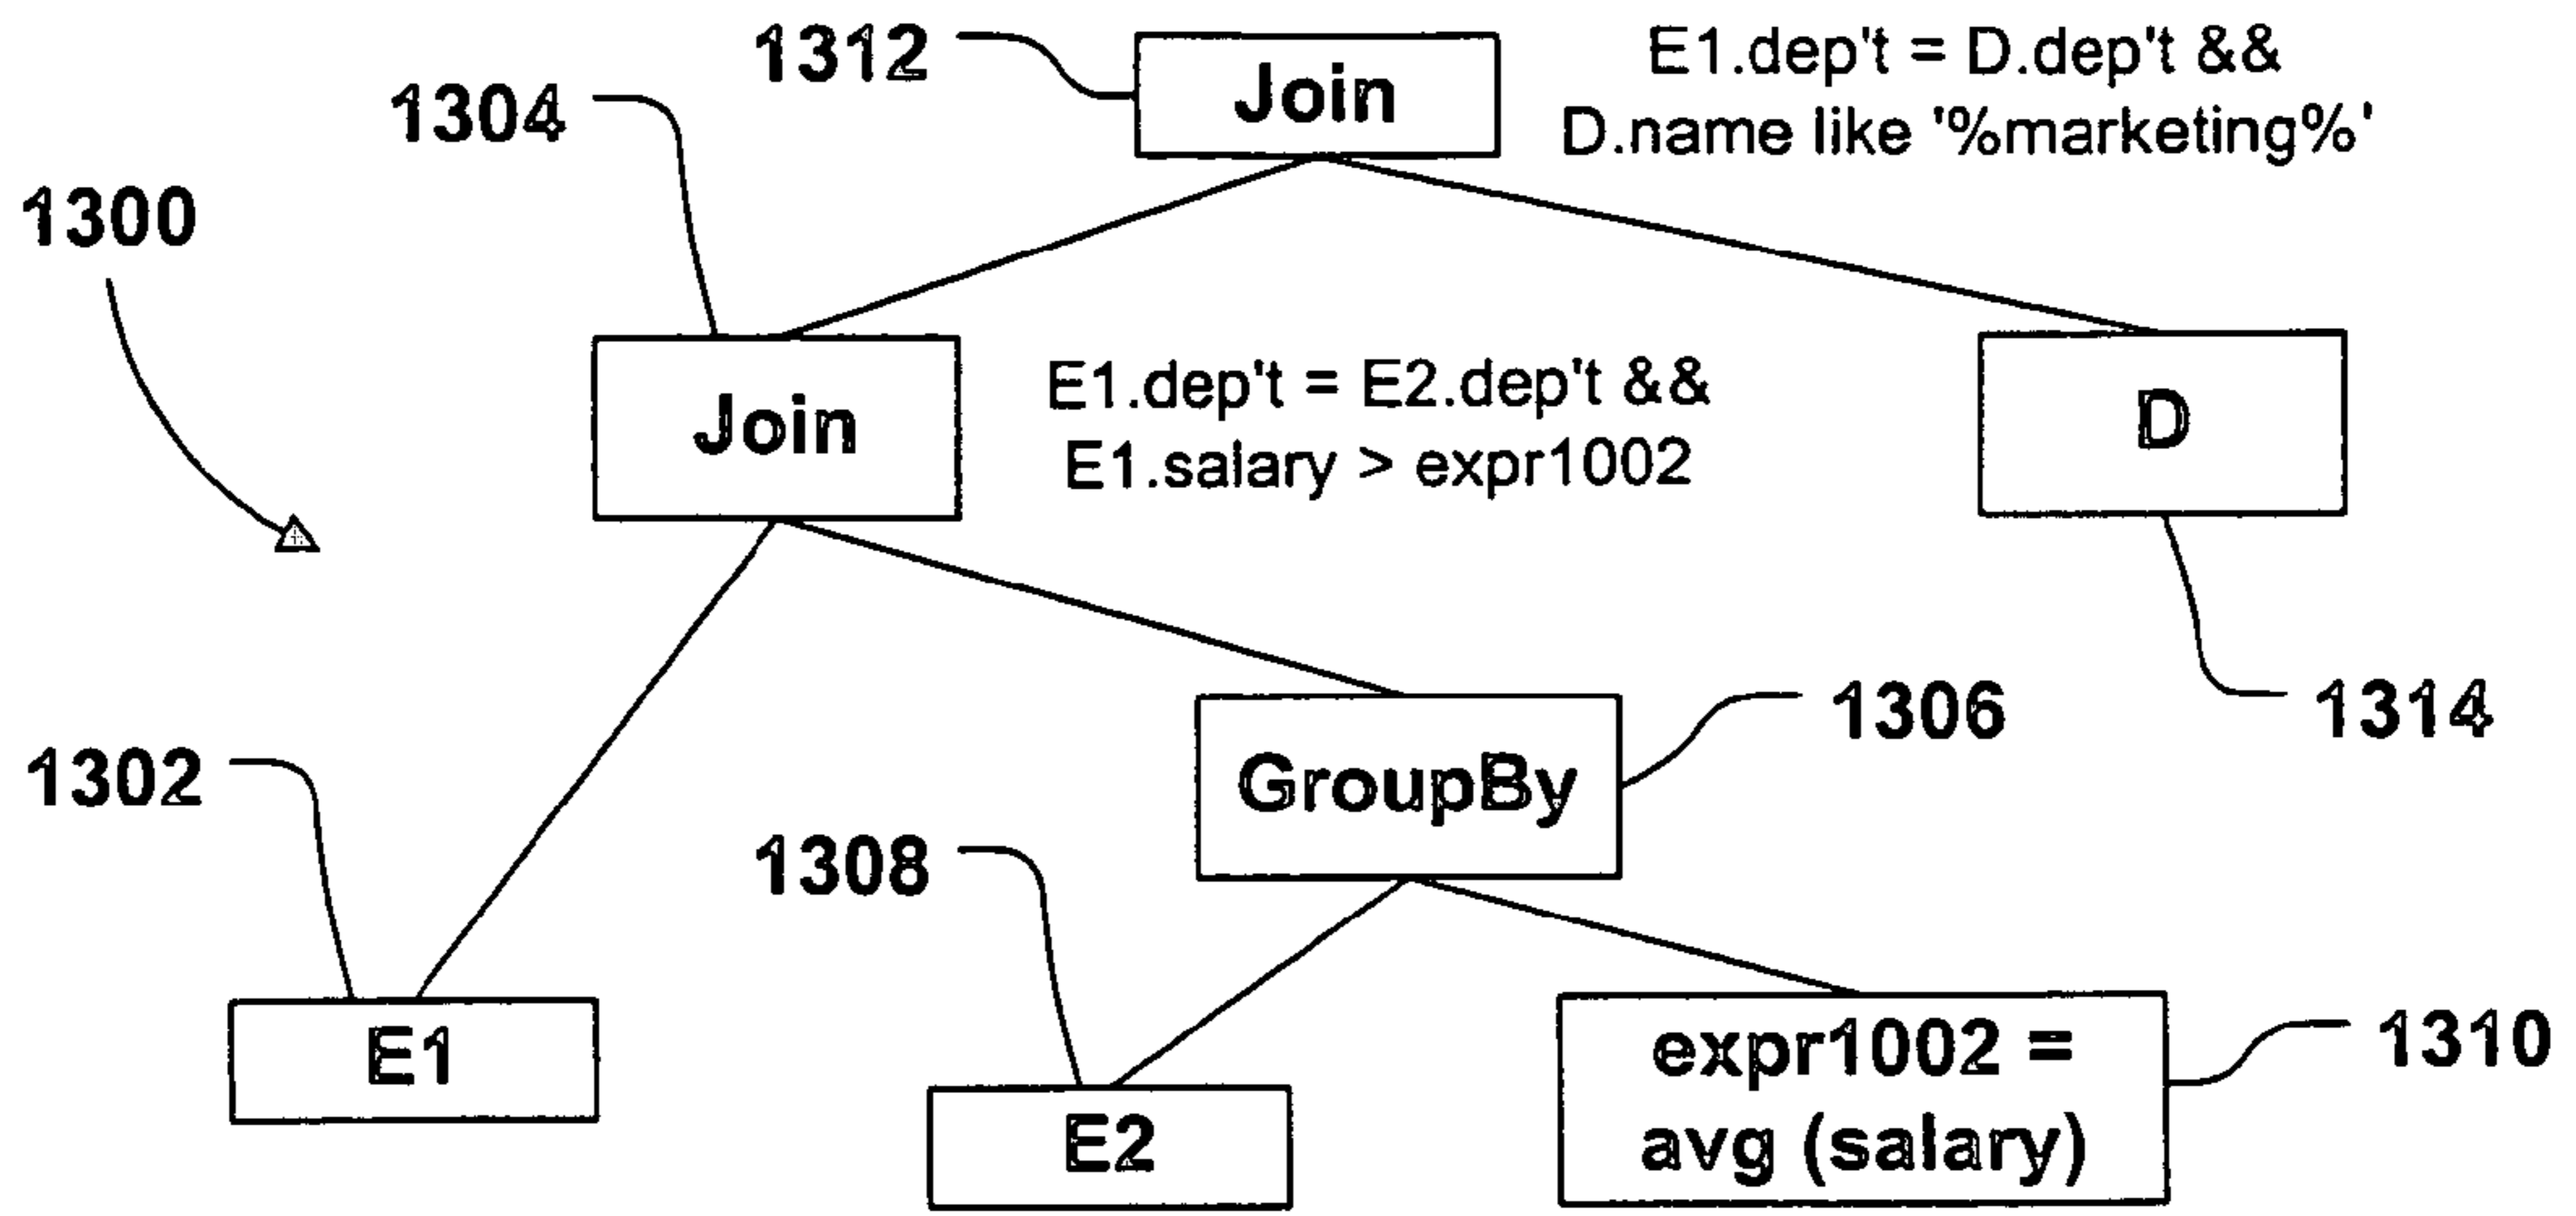 1312
Join
E1.dep't = D.dep't &&
D.name like '%marketing%'
1304
1300
Join
E1.dep't = E2.dep't &&
E1.salary > expr1002
D
1306
1314
GroupBy
1302
1308
E1
E2
expr1002 =
avg (salary)
1310